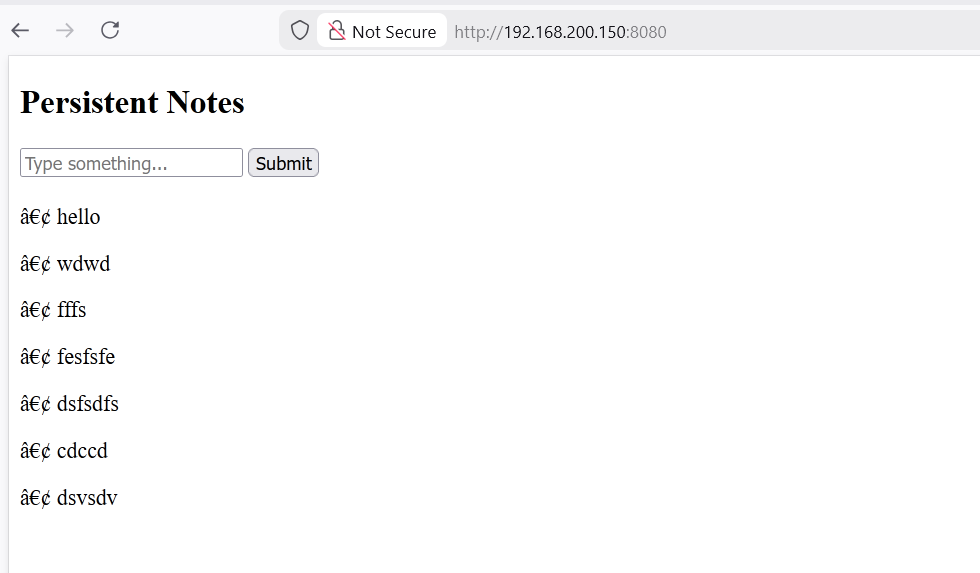 Not Secure http://192.168.200.150:8080
Persistent Notes
Type something... Submit
â€¢ hello
â€¢ wdwd
â€¢ fffs
â€¢ fesfsfe
â€¢ dsfsdfs
â€¢ cdccd
â€¢ dsvsdv